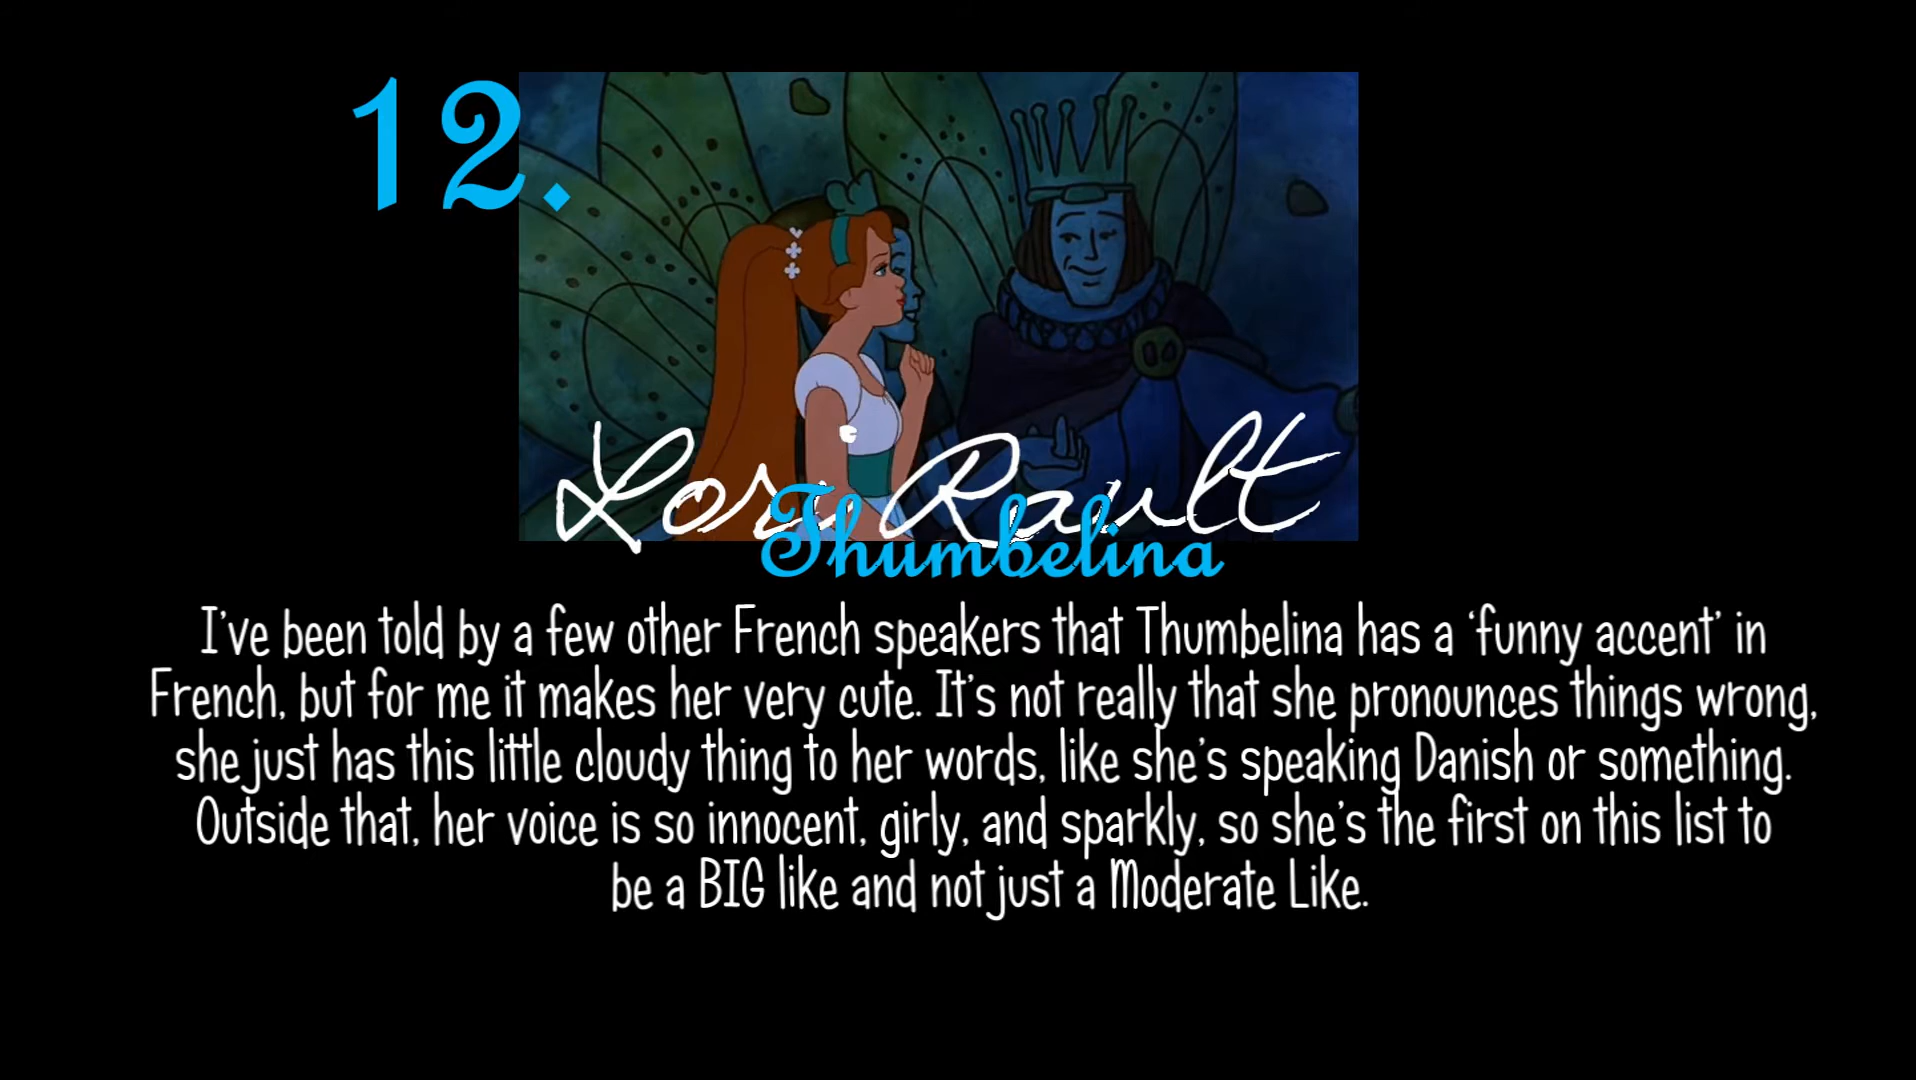 12.
Lori Rault
Thumbelina
I've been told by a few other French speakers that Thumbelina has a 'funny accent' in
French, but for me it makes her very cute. It's not really that she pronounces things wrong,
she just has this little cloudy thing to her words, like she's speaking Danish or something.
Outside that, her voice is so innocent, girly, and sparkly, so she's the first on this list to
be a BIG like and not just a Moderate Like.